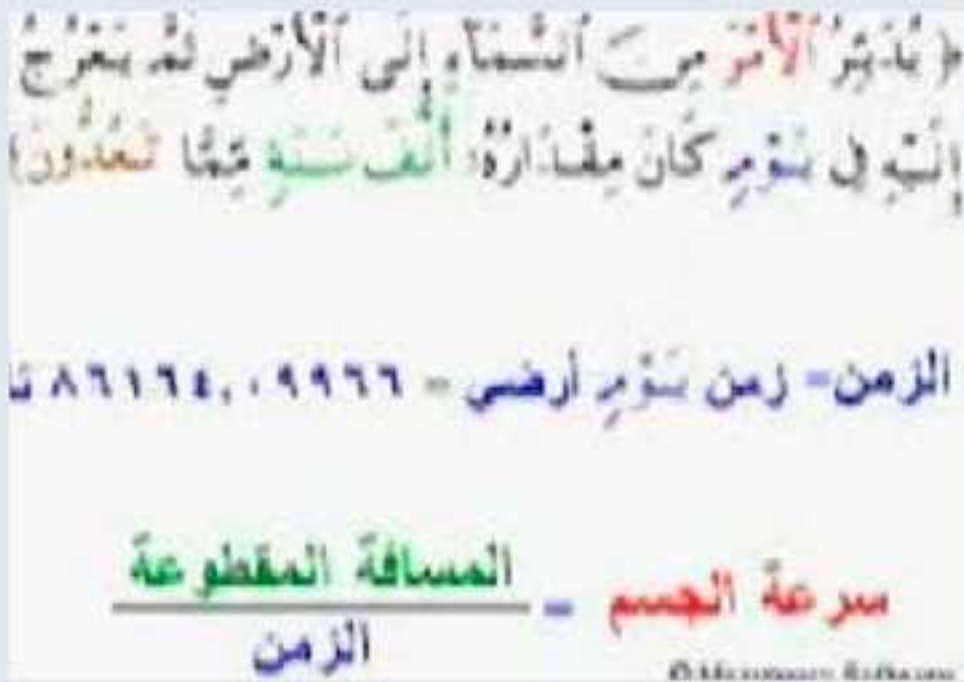 ﴿ يُدَبِّرُ ٱلْأَمْرَ مِنَ ٱلسَّمَآءِ إِلَى ٱلْأَرْضِ ثُمَّ يَعْرُجُ
إِلَيْهِ فِى يَوْمٍ كَانَ مِقْدَارُهُۥٓ أَلْفَ سَنَةٍ مِّمَّا تَعُدُّونَ﴾
الزمن= زمن يَوْمٍ أرضي = ٨٦١٦٤,٠٩٩٦٦
سرعة الجسم = المسافة المقطوعة
الزمن